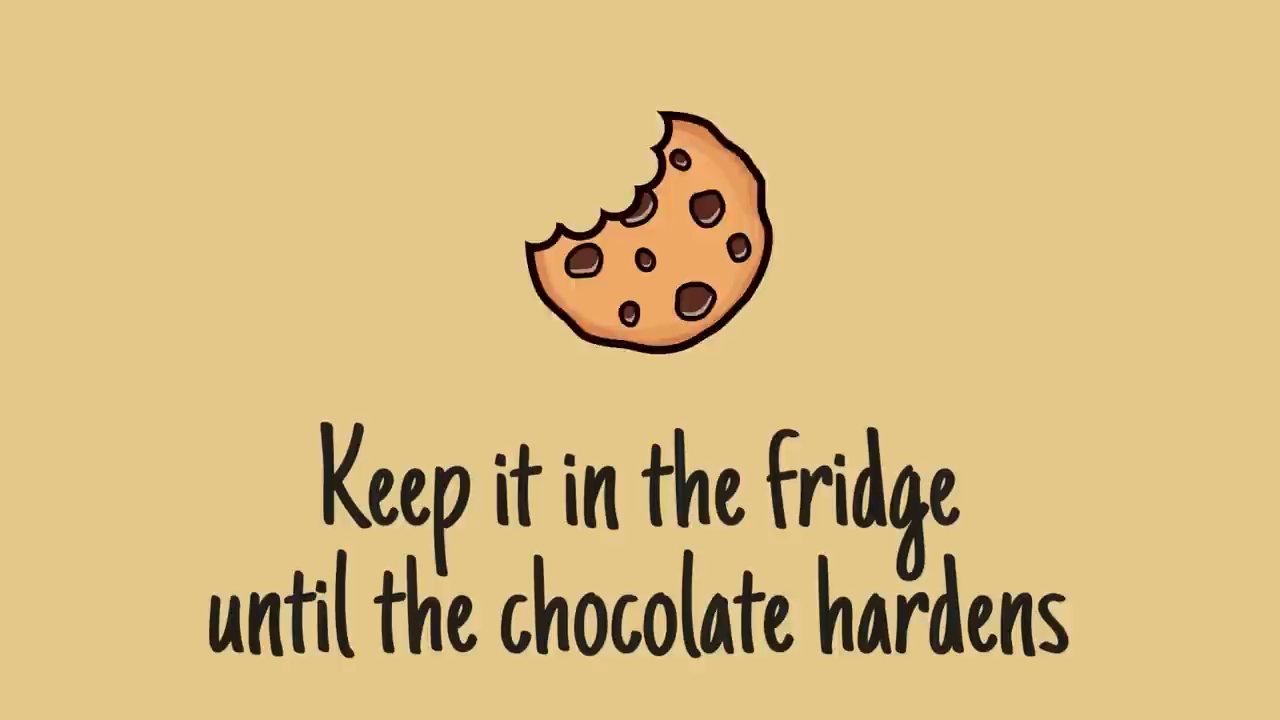 Keep it in the fridge
until the chocolate hardens